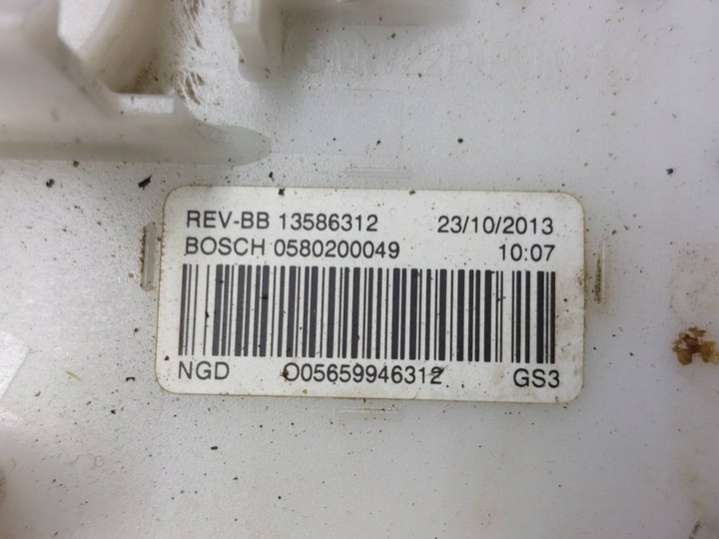 REV-BB 13586312 23/10/2013
BOSCH 0580200049 10:07
NGD O05659946312 GS3